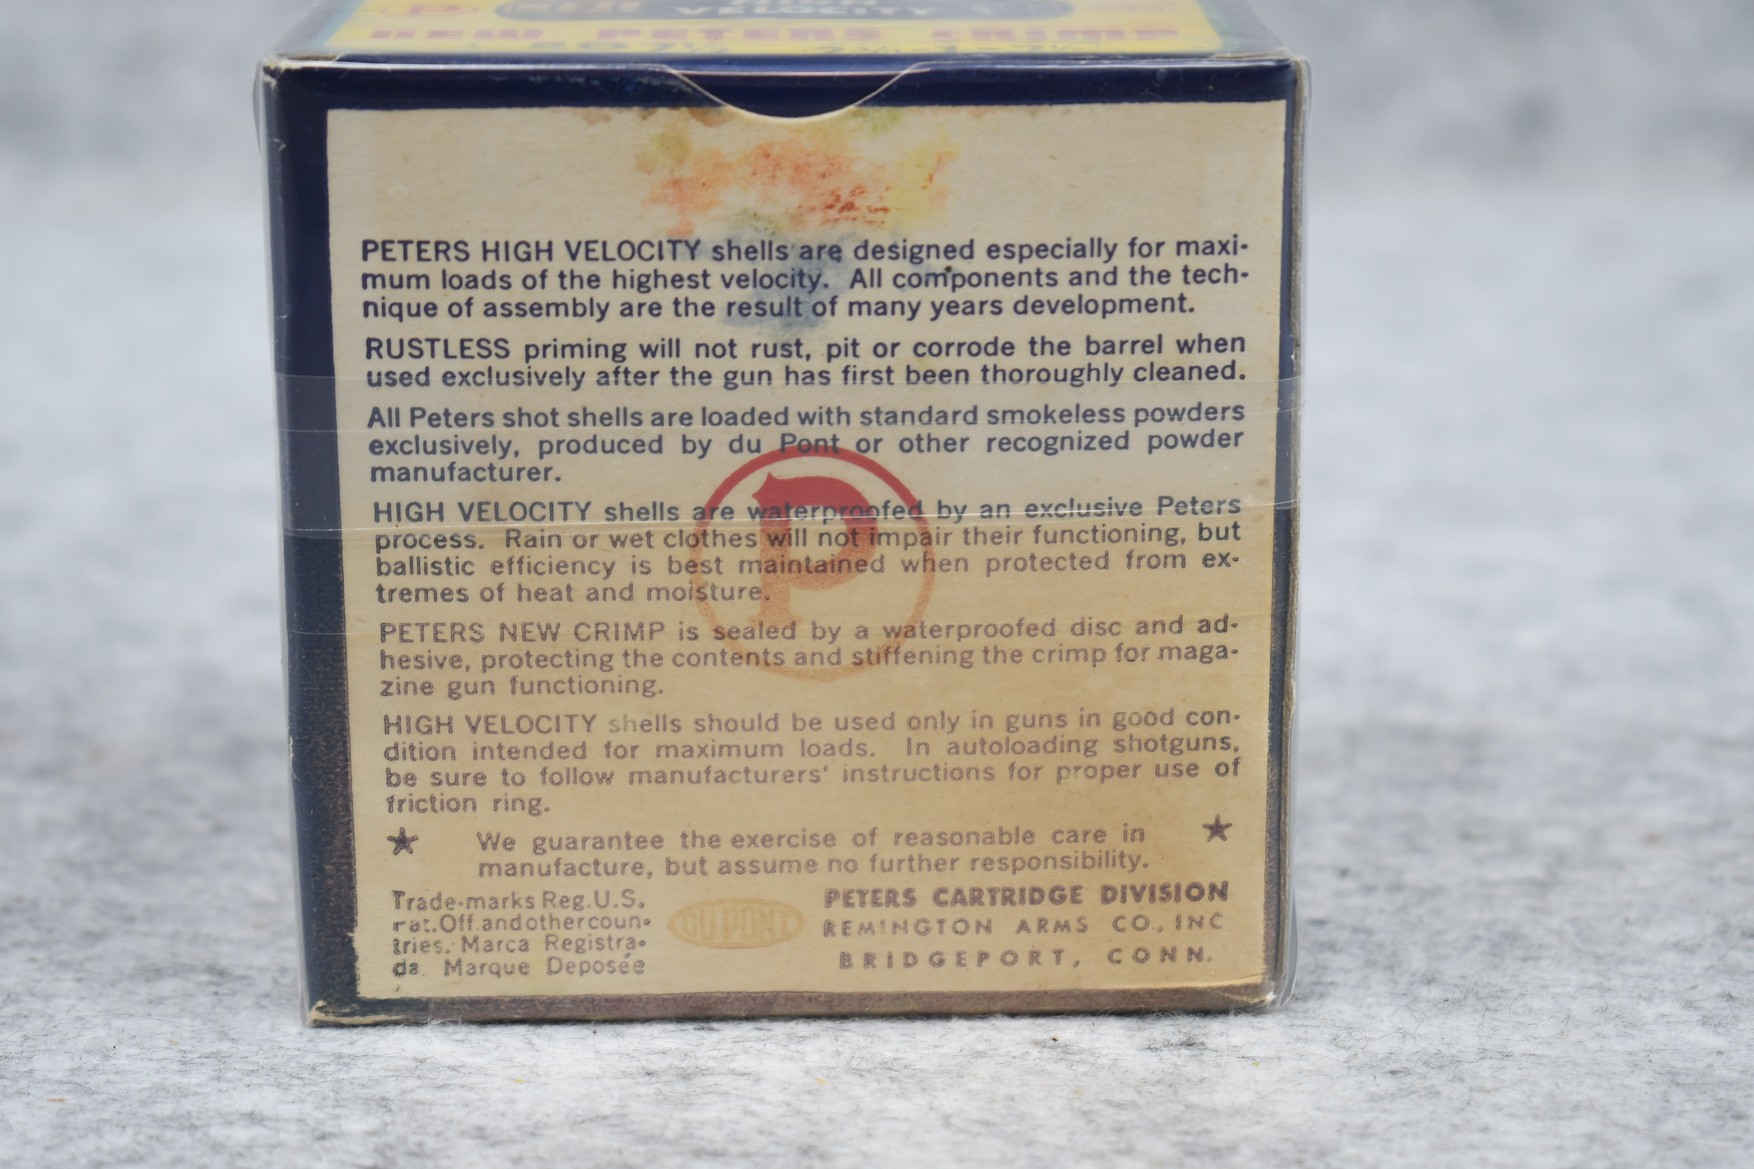 VELOCITY
NEW PETERS CRIMP
20 7½
PETERS HIGH VELOCITY shells are designed especially for maxi-
mum loads of the highest velocity. All components and the tech-
nique of assembly are the result of many years development.
RUSTLESS priming will not rust, pit or corrode the barrel when
used exclusively after the gun has first been thoroughly cleaned.
All Peters shot shells are loaded with standard smokeless powders
exclusively, produced by du Pont or other recognized powder
manufacturer.
P
HIGH VELOCITY shells are waterproofed by an exclusive Peters
process. Rain or wet clothes will not impair their functioning, but
ballistic efficiency is best maintained when protected from ex-
tremes of heat and moisture.
PETERS NEW CRIMP is sealed by a waterproofed disc and ad-
hesive, protecting the contents and stiffening the crimp for maga-
zine gun functioning.
HIGH VELOCITY shells should be used only in guns in good con-
dition intended for maximum loads. In autoloading shotguns,
be sure to follow manufacturers' instructions for proper use of
friction ring.
★ We guarantee the exercise of reasonable care in ★
manufacture, but assume no further responsibility.
Trade-marks Reg. U.S.
Pat. Off. and other coun-
tries. Marca Registra-
da Marque Deposée
DU PONT
PETERS CARTRIDGE DIVISION
REMINGTON ARMS CO., INC
BRIDGEPORT, CONN.